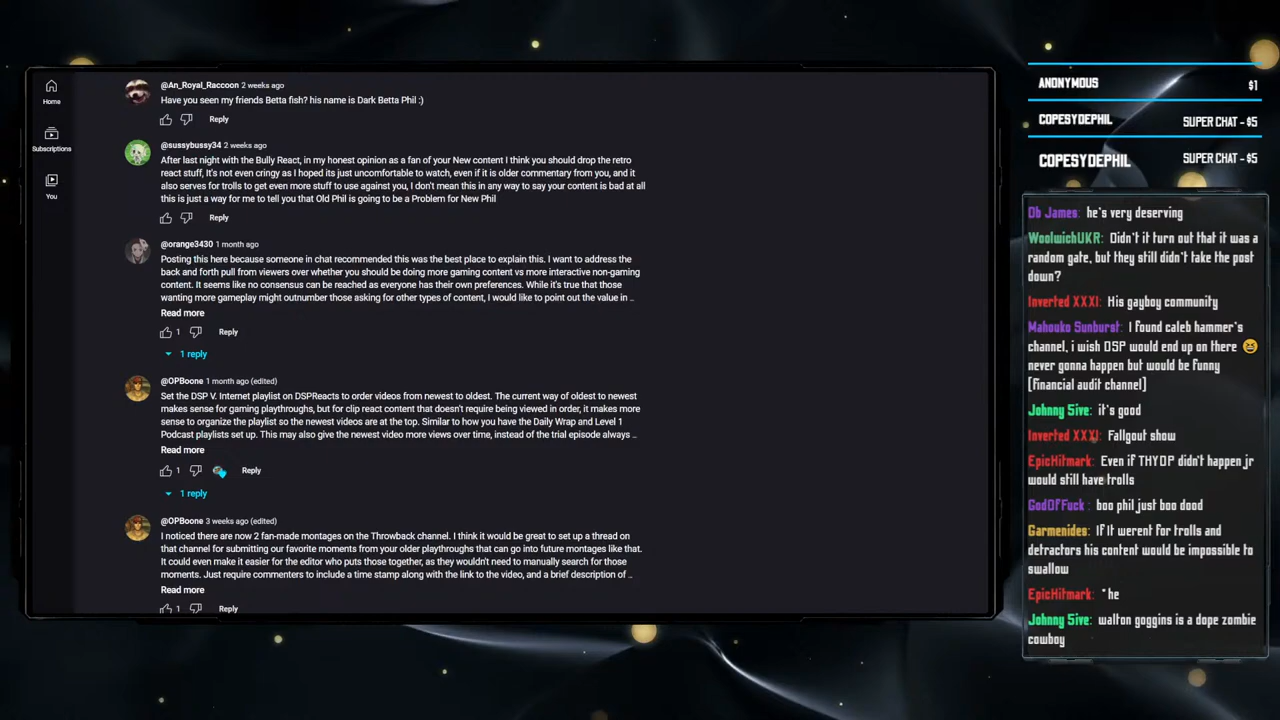 Home
Subscriptions
You
@An_Royal_Raccoon 2 weeks ago
Have you seen my friends Betta fish? his name is Dark Betta Phil :)
Reply
@sussybussy34 2 weeks ago
After last night with the Bully React, in my honest opinion as a fan of your New content I think you should drop the retro
react stuff, It's not even cringy as I hoped its just uncomfortable to watch, even if it is older commentary from you, and it
also serves for trolls to get even more stuff to use against you, I don't mean this in any way to say your content is bad at all
this is just a way for me to tell you that Old Phil is going to be a Problem for New Phil
Reply
@orange3430 1 month ago
Posting this here because someone in chat recommended this was the best place to explain this. I want to address the
back and forth pull from viewers over whether you should be doing more gaming content vs more interactive non-gaming
content. It seems like no consensus can be reached as everyone has their own preferences. While it's true that those
wanting more gameplay might outnumber those asking for other types of content, I would like to point out the value in ...
Read more
1 Reply
1 reply
@OPBoone 1 month ago (edited)
Set the DSP V. Internet playlist on DSPReacts to order videos from newest to oldest. The current way of oldest to newest
makes sense for gaming playthroughs, but for clip react content that doesn't require being viewed in order, it makes more
sense to organize the playlist so the newest videos are at the top. Similar to how you have the Daily Wrap and Level 1
Podcast playlists set up. This may also give the newest video more views over time, instead of the trial episode always ...
Read more
1 Reply
1 reply
@OPBoone 3 weeks ago (edited)
I noticed there are now 2 fan-made montages on the Throwback channel. I think it would be great to set up a thread on
that channel for submitting our favorite moments from your older playthroughs that can go into future montages like that.
It could even make it easier for the editor who puts those together, as they wouldn't need to manually search for those
moments. Just require commenters to include a time stamp along with the link to the video, and a brief description of ...
Read more
1 Reply
ANONYMOUS $1
COPESYDEPHIL SUPER CHAT - $5
COPESYDEPHIL SUPER CHAT - $5
Ob James: he's very deserving
WoolwichUKR: Didn't it turn out that it was a
random gate, but they still didn't take the post
down?
Inverted XXXI: His gayboy community
Mahouko Sunburst: I found caleb hammer's
channel, i wish DSP would end up on there 😆
never gonna happen but would be funny
[financial audit channel]
Johnny 5ive: it's good
Inverted XXXI: Fallgout show
EpicHitmark: Even if THYDP didn't happen jr
would still have trolls
GodOfFuck: boo phil just boo dood
Garmenides: If It werent for trolls and
detractors his content would be impossible to
swallow
EpicHitmark: *he
Johnny 5ive: walton goggins is a dope zombie
cowboy